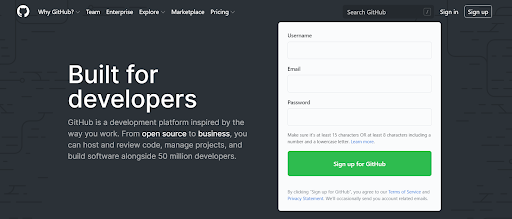 Why GitHub? Team Enterprise Explore Marketplace Pricing Search GitHub / Sign in Sign up
Built for
developers
GitHub is a development platform inspired by the
way you work. From open source to business, you
can host and review code, manage projects, and
build software alongside 50 million developers.
Username
Email
Password
Make sure it's at least 15 characters OR at least 8 characters including a
number and a lowercase letter. Learn more.
Sign up for GitHub
By clicking "Sign up for GitHub", you agree to our Terms of Service and
Privacy Statement. We'll occasionally send you account related emails.